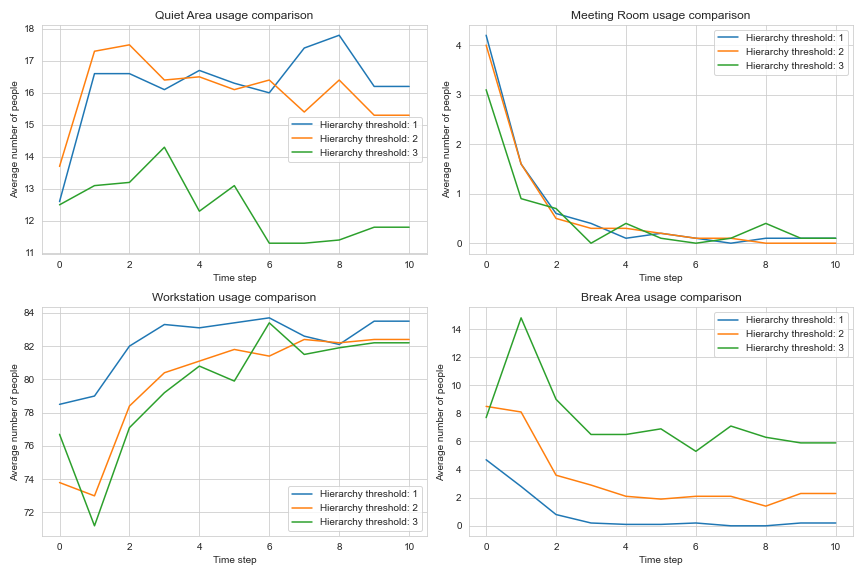 Quiet Area usage comparison
Average number of people
18
17
16
15
14
13
12
11
Hierarchy threshold: 1
Hierarchy threshold: 2
Hierarchy threshold: 3
0 2 4 6 8 10
Time step
Meeting Room usage comparison
Average number of people
4
3
2
1
0
Hierarchy threshold: 1
Hierarchy threshold: 2
Hierarchy threshold: 3
0 2 4 6 8 10
Time step
Workstation usage comparison
Average number of people
84
82
80
78
76
74
72
Hierarchy threshold: 1
Hierarchy threshold: 2
Hierarchy threshold: 3
0 2 4 6 8 10
Time step
Break Area usage comparison
Average number of people
14
12
10
8
6
4
2
0
Hierarchy threshold: 1
Hierarchy threshold: 2
Hierarchy threshold: 3
0 2 4 6 8 10
Time step